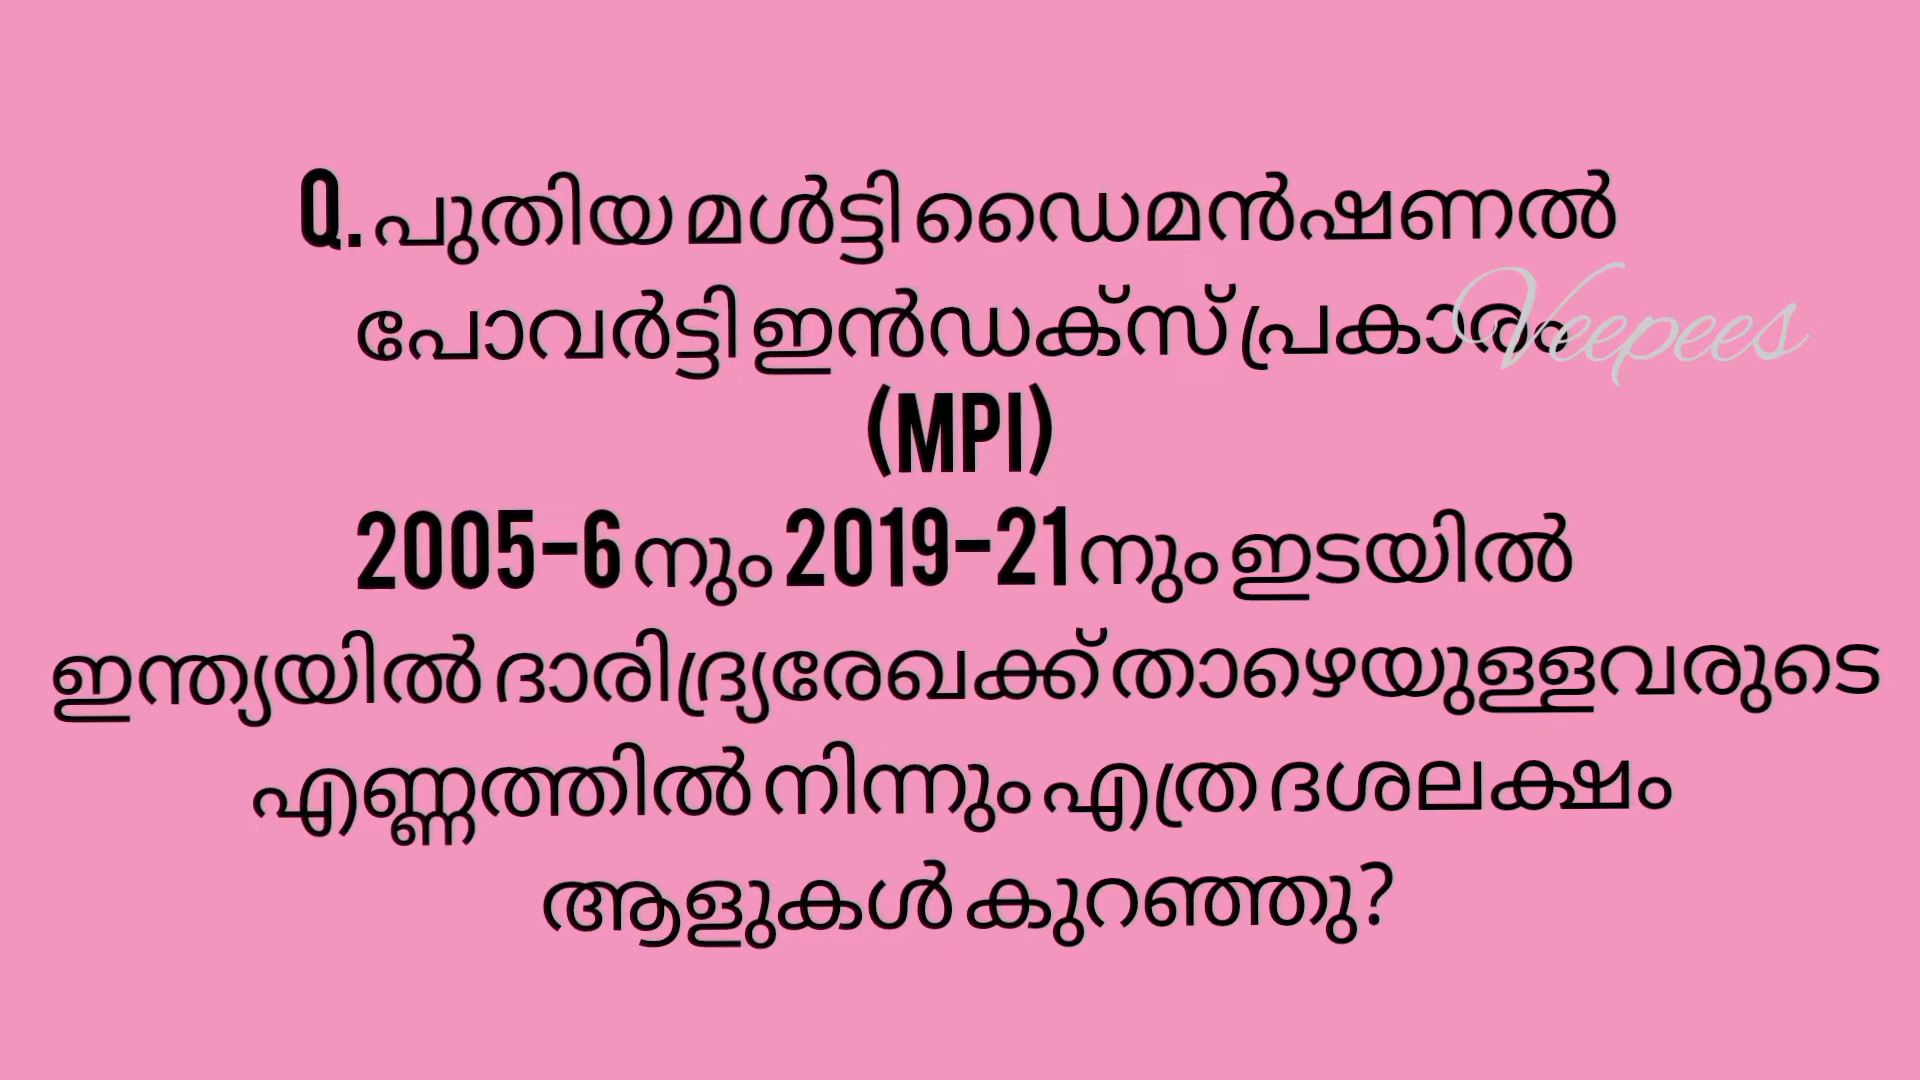 Q. പുതിയ മൾട്ടി ഡൈമൻഷണൽ
പോവർട്ടി ഇൻഡക്സ് പ്രകാരം
Veepees
(MPI)
2005-6 നും 2019-21 നും ഇടയിൽ
ഇന്ത്യയിൽ ദാരിദ്ര്യരേഖക്ക് താഴെയുള്ളവരുടെ
എണ്ണത്തിൽ നിന്നും എത്ര ദശലക്ഷം
ആളുകൾ കുറഞ്ഞു?